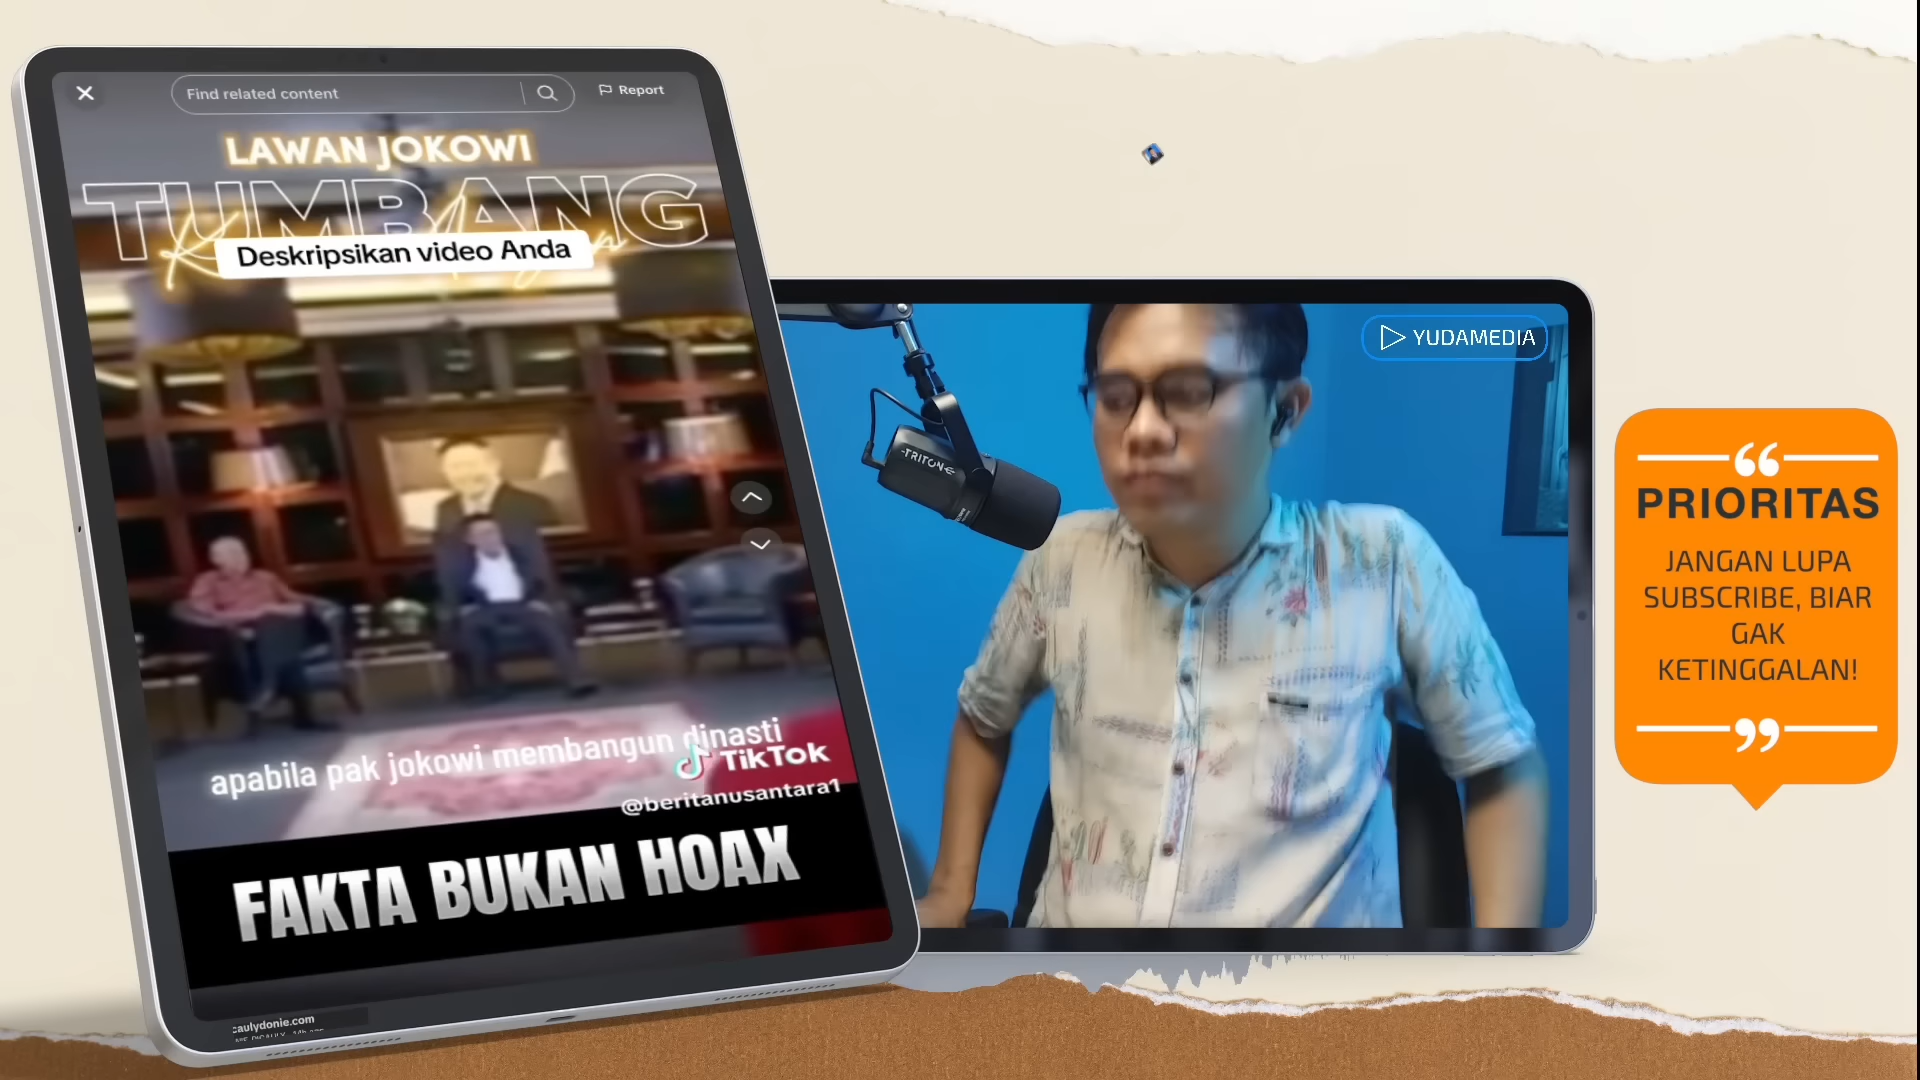 Find related content
Report
LAWAN JOKOWI
TUMBANG
Deskripsikan video Anda
apabila pak jokowi membangun dinasti
TikTok
@beritanusantara1
FAKTA BUKAN HOAX
caulydonie.com
YUDAMEDIA
TRITONE
PRIORITAS
JANGAN LUPA
SUBSCRIBE, BIAR
GAK
KETINGGALAN!